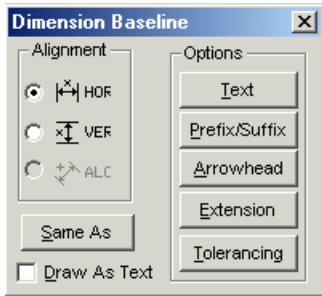 Dimension Baseline
Alignment
HOR
VER
ALC
Same As
Draw As Text
Options
Text
Prefix/Suffix
Arrowhead
Extension
Tolerancing